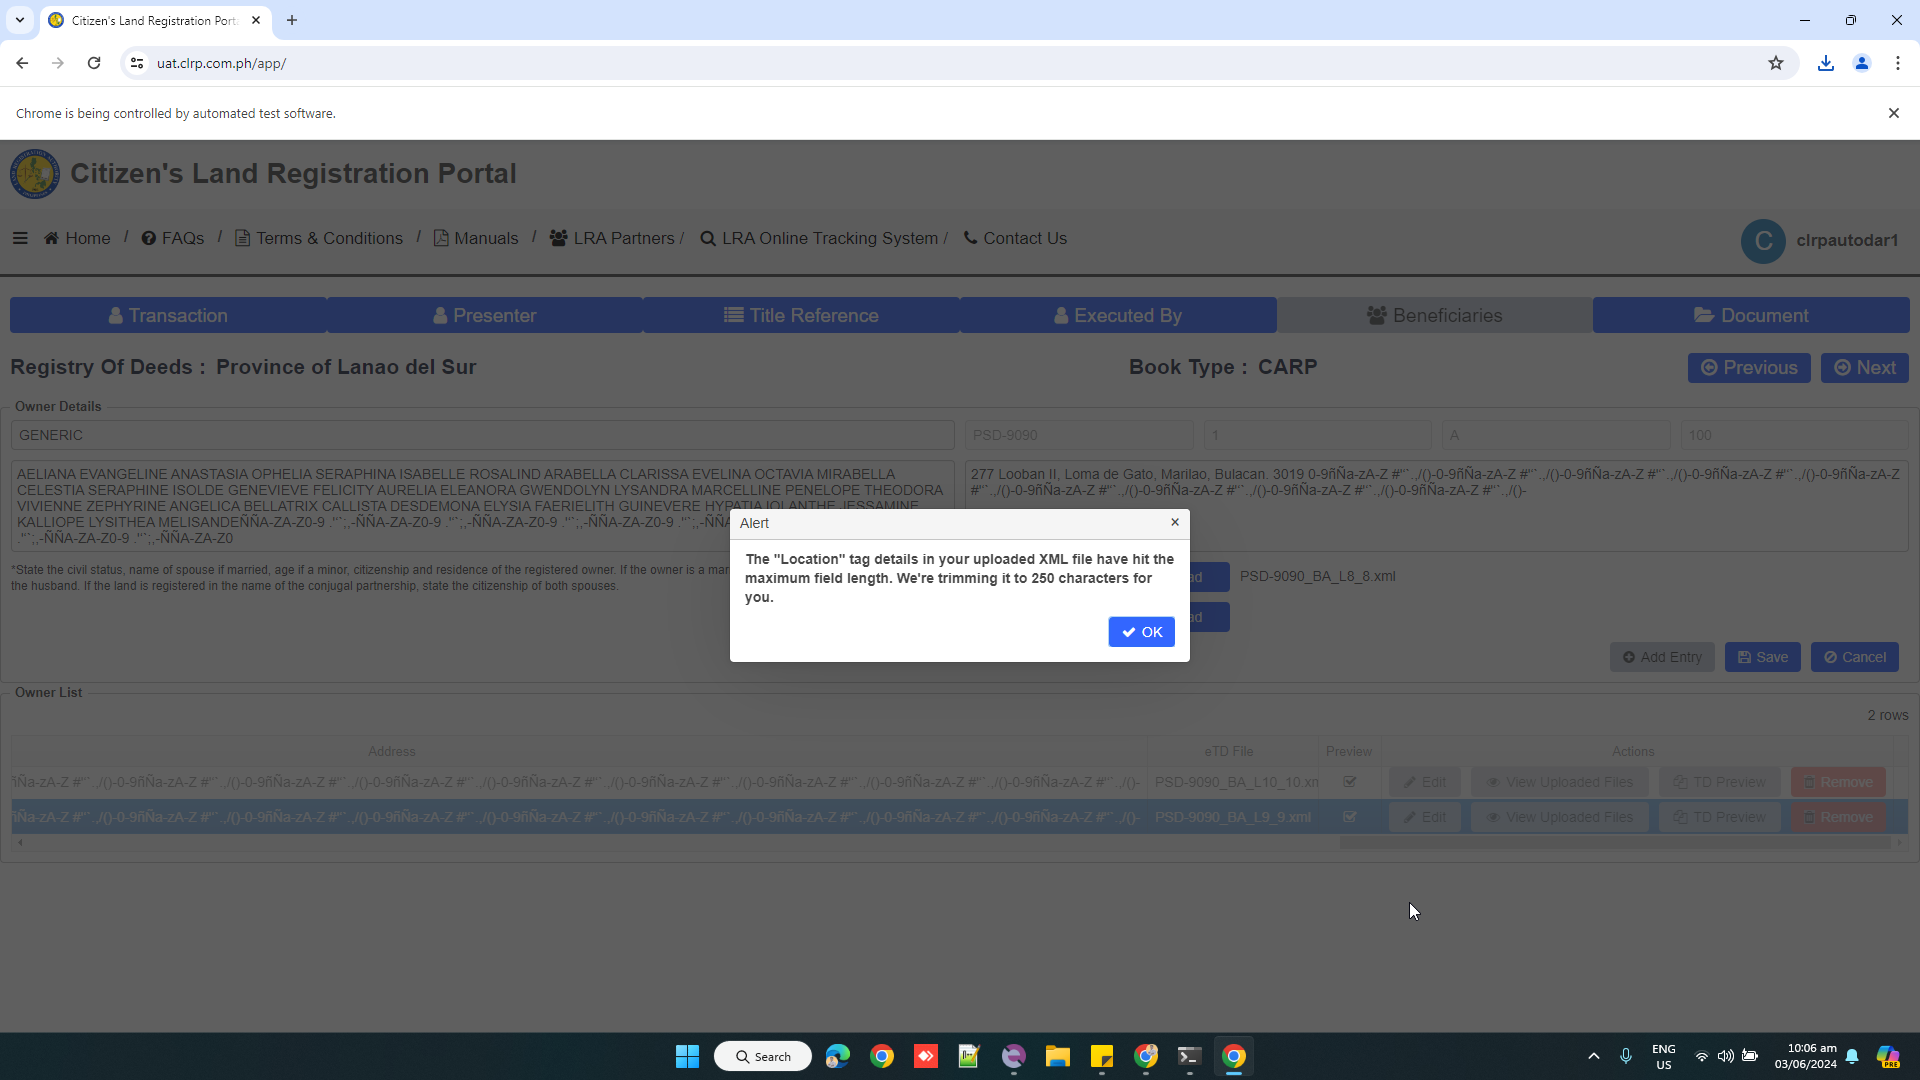 Citizen's Land Registration Porta
uat.clrp.com.ph/app/
Chrome is being controlled by automated test software.
Citizen's Land Registration Portal
Home / FAQs / Terms & Conditions / Manuals / LRA Partners / LRA Online Tracking System / Contact Us
C clrpautodar1
Transaction Presenter Title Reference Executed By Beneficiaries Document
Registry Of Deeds : Province of Lanao del Sur Book Type : CARP Previous Next
Owner Details
GENERIC PSD-9090 1 A 100
AELIANA EVANGELINE ANASTASIA OPHELIA SERAPHINA ISABELLE ROSALIND ARABELLA CLARISSA EVELINA OCTAVIA MIRABELLA
CELESTIA SERAPHINE ISOLDE GENEVIEVE FELICITY AURELIA ELEANORA GWENDOLYN LYSANDRA MARCELLINE PENELOPE THEODORA
VIVIENNE ZEPHYRINE ANGELICA BELLATRIX CALLISTA DESDEMONA ELYSIA FAERIELITH GUINEVERE HYPATIA IOLANTHE JESSAMINE
KALLIOPE LYSITHEA MELISANDEÑÑA-ZA-Z0-9 ."`;,-ÑÑA-ZA-Z0-9 ."`;,-ÑÑA-ZA-Z0-9 ."`;,-ÑÑA-ZA-Z0-9 ."`;,-ÑÑA
."`;,-ÑÑA-ZA-Z0-9 ."`;,-ÑÑA-ZA-Z0
277 Looban II, Loma de Gato, Marilao, Bulacan. 3019 0-9ñÑa-zA-Z #"`.,/()-0-9ñÑa-zA-Z #"`.,/()-0-9ñÑa-zA-Z #"`.,/()-0-9ñÑa-zA-Z #"`.,/()-0-9ñÑa-zA-Z
#"`.,/()-0-9ñÑa-zA-Z #"`.,/()-0-9ñÑa-zA-Z #"`.,/()-0-9ñÑa-zA-Z #"`.,/()-0-9ñÑa-zA-Z #"`.,/()-
*State the civil status, name of spouse if married, age if a minor, citizenship and residence of the registered owner. If the owner is a mar
the husband. If the land is registered in the name of the conjugal partnership, state the citizenship of both spouses.
Alert
The "Location" tag details in your uploaded XML file have hit the
maximum field length. We're trimming it to 250 characters for
you.
OK
ad PSD-9090_BA_L8_8.xml
ad
Add Entry Save Cancel
Owner List
2 rows
Address eTD File Preview Actions
ñÑa-zA-Z #"`.,/()-0-9ñÑa-zA-Z #"`.,/()-0-9ñÑa-zA-Z #"`.,/()-0-9ñÑa-zA-Z #"`.,/()-0-9ñÑa-zA-Z #"`.,/()-0-9ñÑa-zA-Z #"`.,/()-0-9ñÑa-zA-Z #"`.,/()-0-9ñÑa-zA-Z #"`.,/()-0-9ñÑa-zA-Z #"`.,/()- PSD-9090_BA_L10_10.xn Edit View Uploaded Files TD Preview Remove
ñÑa-zA-Z #"`.,/()-0-9ñÑa-zA-Z #"`.,/()-0-9ñÑa-zA-Z #"`.,/()-0-9ñÑa-zA-Z #"`.,/()-0-9ñÑa-zA-Z #"`.,/()-0-9ñÑa-zA-Z #"`.,/()-0-9ñÑa-zA-Z #"`.,/()-0-9ñÑa-zA-Z #"`.,/()-0-9ñÑa-zA-Z #"`.,/()- PSD-9090_BA_L9_9.xml Edit View Uploaded Files TD Preview Remove
Search
ENG
US
10:06 am
03/06/2024
PRE